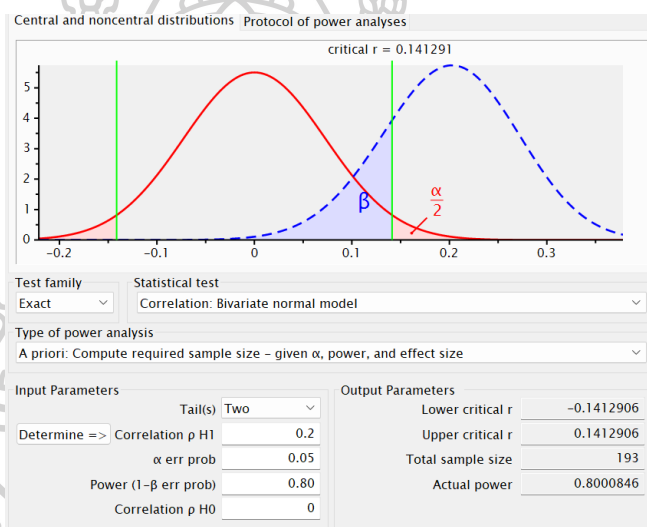 Central and noncentral distributions Protocol of power analyses
critical r = 0.141291
5
4
3
2
1
0
β
α
2
-0.2 -0.1 0 0.1 0.2 0.3
Test family Statistical test
Exact Correlation: Bivariate normal model
Type of power analysis
A priori: Compute required sample size – given α, power, and effect size
Input Parameters Output Parameters
Tail(s) Two Lower critical r -0.1412906
Determine => Correlation ρ H1 0.2 Upper critical r 0.1412906
α err prob 0.05 Total sample size 193
Power (1-β err prob) 0.80 Actual power 0.8000846
Correlation ρ H0 0